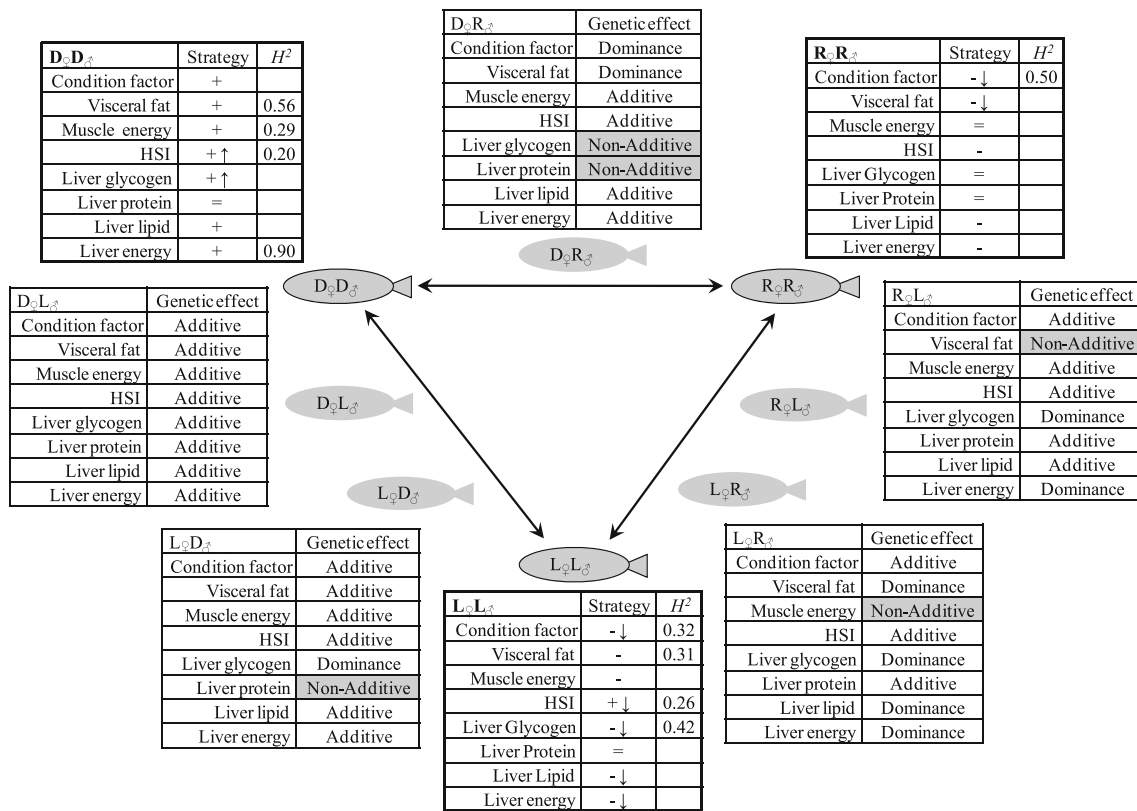 D♀R♂ Genetic effect
Condition factor Dominance
Visceral fat Dominance
Muscle energy Additive
HSI Additive
Liver glycogen Non-Additive
Liver protein Non-Additive
Liver lipid Additive
Liver energy Additive
D♀D♂ Strategy H²
Condition factor +
Visceral fat + 0.56
Muscle energy + 0.29
HSI + ↑ 0.20
Liver glycogen + ↑
Liver protein =
Liver lipid +
Liver energy + 0.90
R♀R♂ Strategy H²
Condition factor - ↓ 0.50
Visceral fat - ↓
Muscle energy =
HSI -
Liver Glycogen =
Liver Protein =
Liver Lipid -
Liver energy -
D♀R♂
D♀D♂
R♀R♂
D♀L♂ Genetic effect
Condition factor Additive
Visceral fat Additive
Muscle energy Additive
HSI Additive
Liver glycogen Additive
Liver protein Additive
Liver lipid Additive
Liver energy Additive
R♀L♂ Genetic effect
Condition factor Additive
Visceral fat Non-Additive
Muscle energy Additive
HSI Additive
Liver glycogen Dominance
Liver protein Additive
Liver lipid Additive
Liver energy Dominance
D♀L♂
R♀L♂
L♀D♂
L♀R♂
L♀D♂ Genetic effect
Condition factor Additive
Visceral fat Additive
Muscle energy Additive
HSI Additive
Liver glycogen Dominance
Liver protein Non-Additive
Liver lipid Additive
Liver energy Additive
L♀L♂
L♀L♂ Strategy H²
Condition factor - ↓ 0.32
Visceral fat - 0.31
Muscle energy -
HSI + ↓ 0.26
Liver Glycogen - ↓ 0.42
Liver Protein =
Liver Lipid - ↓
Liver energy - ↓
L♀R♂ Genetic effect
Condition factor Additive
Visceral fat Dominance
Muscle energy Non-Additive
HSI Additive
Liver glycogen Dominance
Liver protein Additive
Liver lipid Dominance
Liver energy Dominance